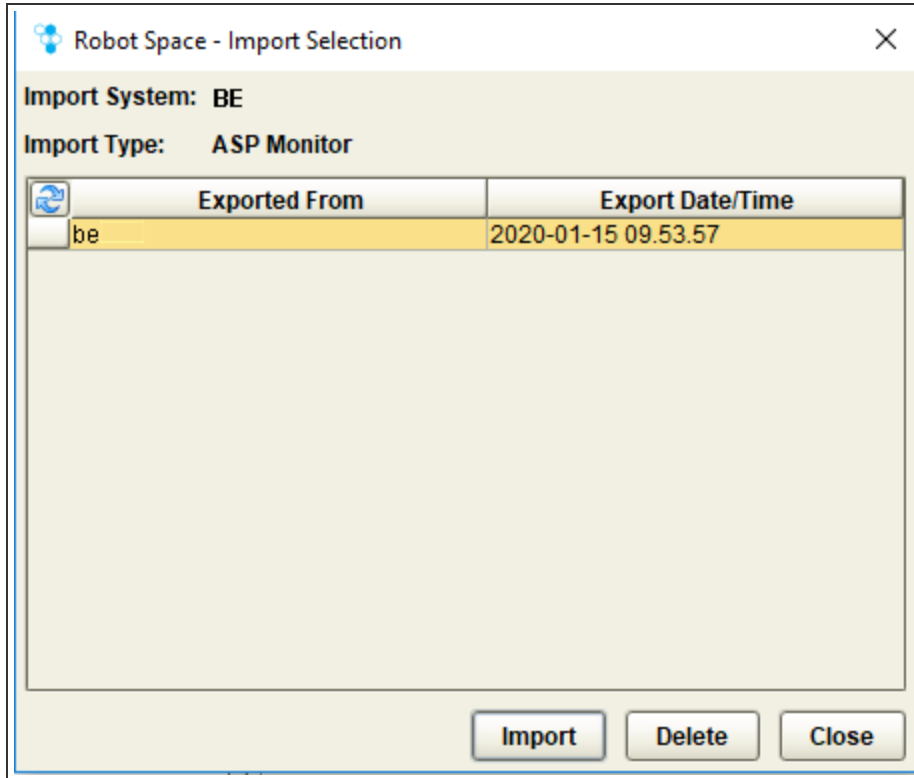 Robot Space - Import Selection
Import System: BE
Import Type: ASP Monitor
Exported From Export Date/Time
be 2020-01-15 09.53.57
Import Delete Close